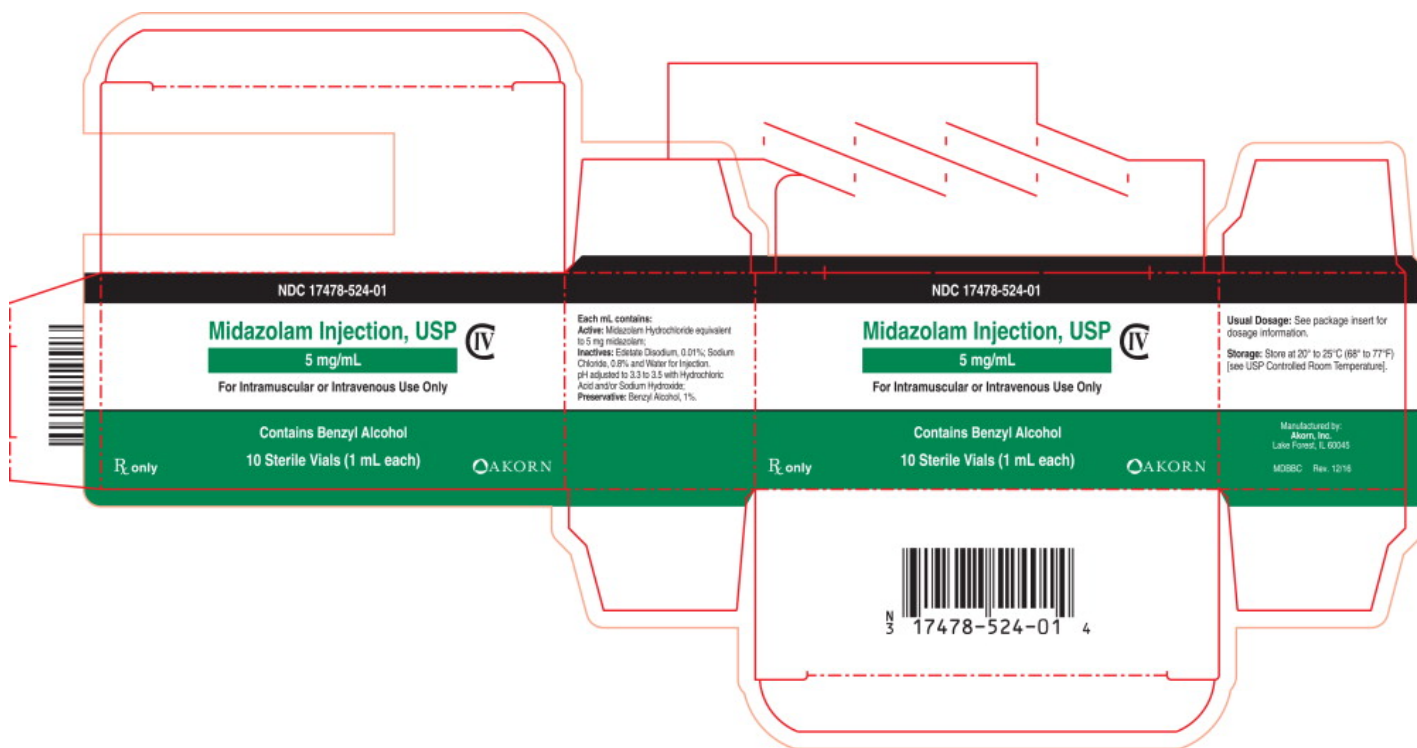 NDC 17478-524-01
Midazolam Injection, USP
CIV
5 mg/mL
For Intramuscular or Intravenous Use Only
Contains Benzyl Alcohol
10 Sterile Vials (1 mL each)
Rx only
AKORN
Each mL contains:
Active: Midazolam Hydrochloride equivalent
to 5 mg midazolam;
Inactives: Edetate Disodium, 0.01%; Sodium
Chloride, 0.8% and Water for Injection.
pH adjusted to 3.3 to 3.5 with Hydrochloric
Acid and/or Sodium Hydroxide;
Preservative: Benzyl Alcohol, 1%.
NDC 17478-524-01
Midazolam Injection, USP
CIV
5 mg/mL
For Intramuscular or Intravenous Use Only
Contains Benzyl Alcohol
10 Sterile Vials (1 mL each)
Rx only
AKORN
Usual Dosage: See package insert for
dosage information.
Storage: Store at 20° to 25°C (68° to 77°F)
[see USP Controlled Room Temperature].
Manufactured by:
Akorn, Inc.
Lake Forest, IL 60045
MDBBC Rev. 12/16
N
3 17478-524-01 4